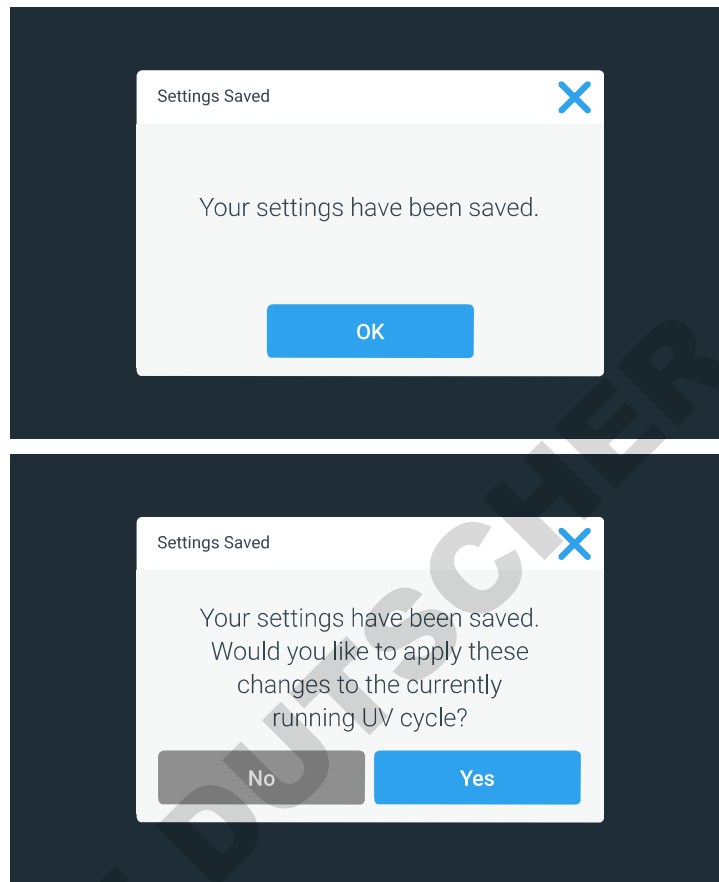 Settings Saved
Your settings have been saved.
OK
Settings Saved
Your settings have been saved.
Would you like to apply these
changes to the currently
running UV cycle?
No
Yes
DUTSCHER